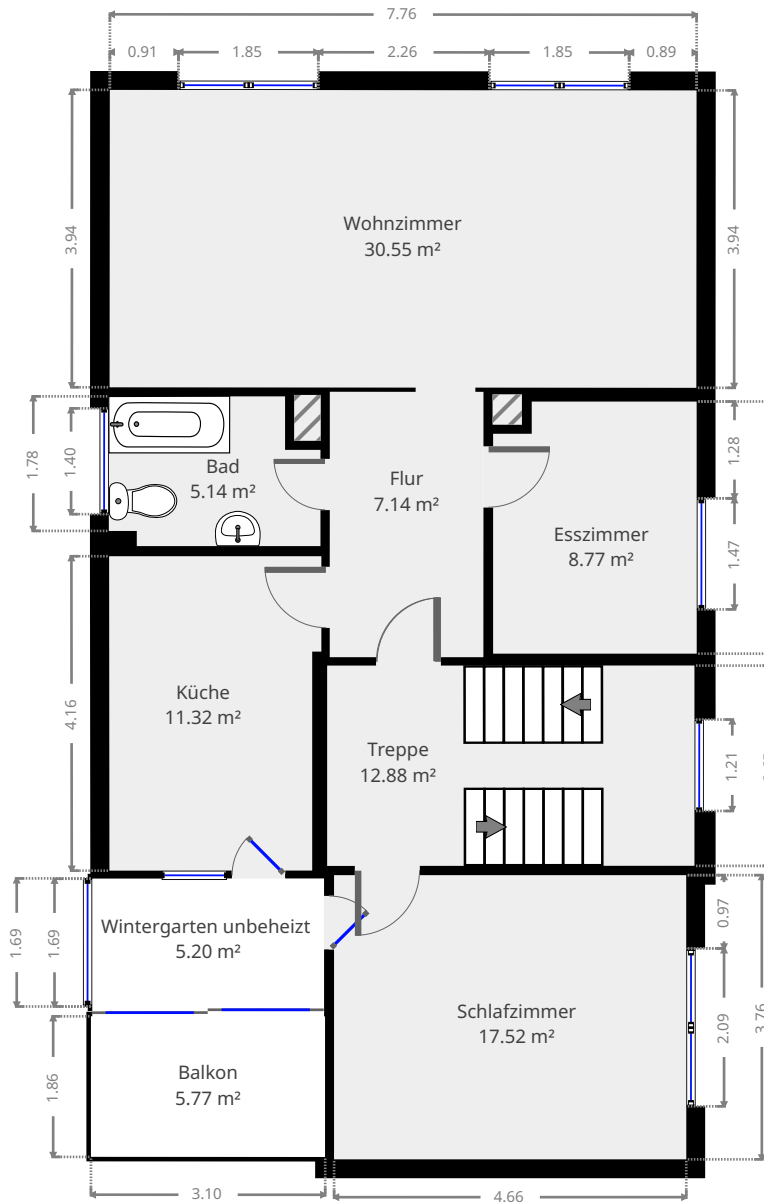 7.76
0.91
1.85
2.26
1.85
0.89
3.94
3.94
Wohnzimmer
30.55 m²
1.78
1.40
Bad
5.14 m²
Flur
7.14 m²
1.28
Esszimmer
8.77 m²
1.47
4.16
Küche
11.32 m²
Treppe
12.88 m²
1.21
Wintergarten unbeheizt
5.20 m²
1.69
1.69
0.97
Schlafzimmer
17.52 m²
2.09
3.76
Balkon
5.77 m²
1.86
3.10
4.66